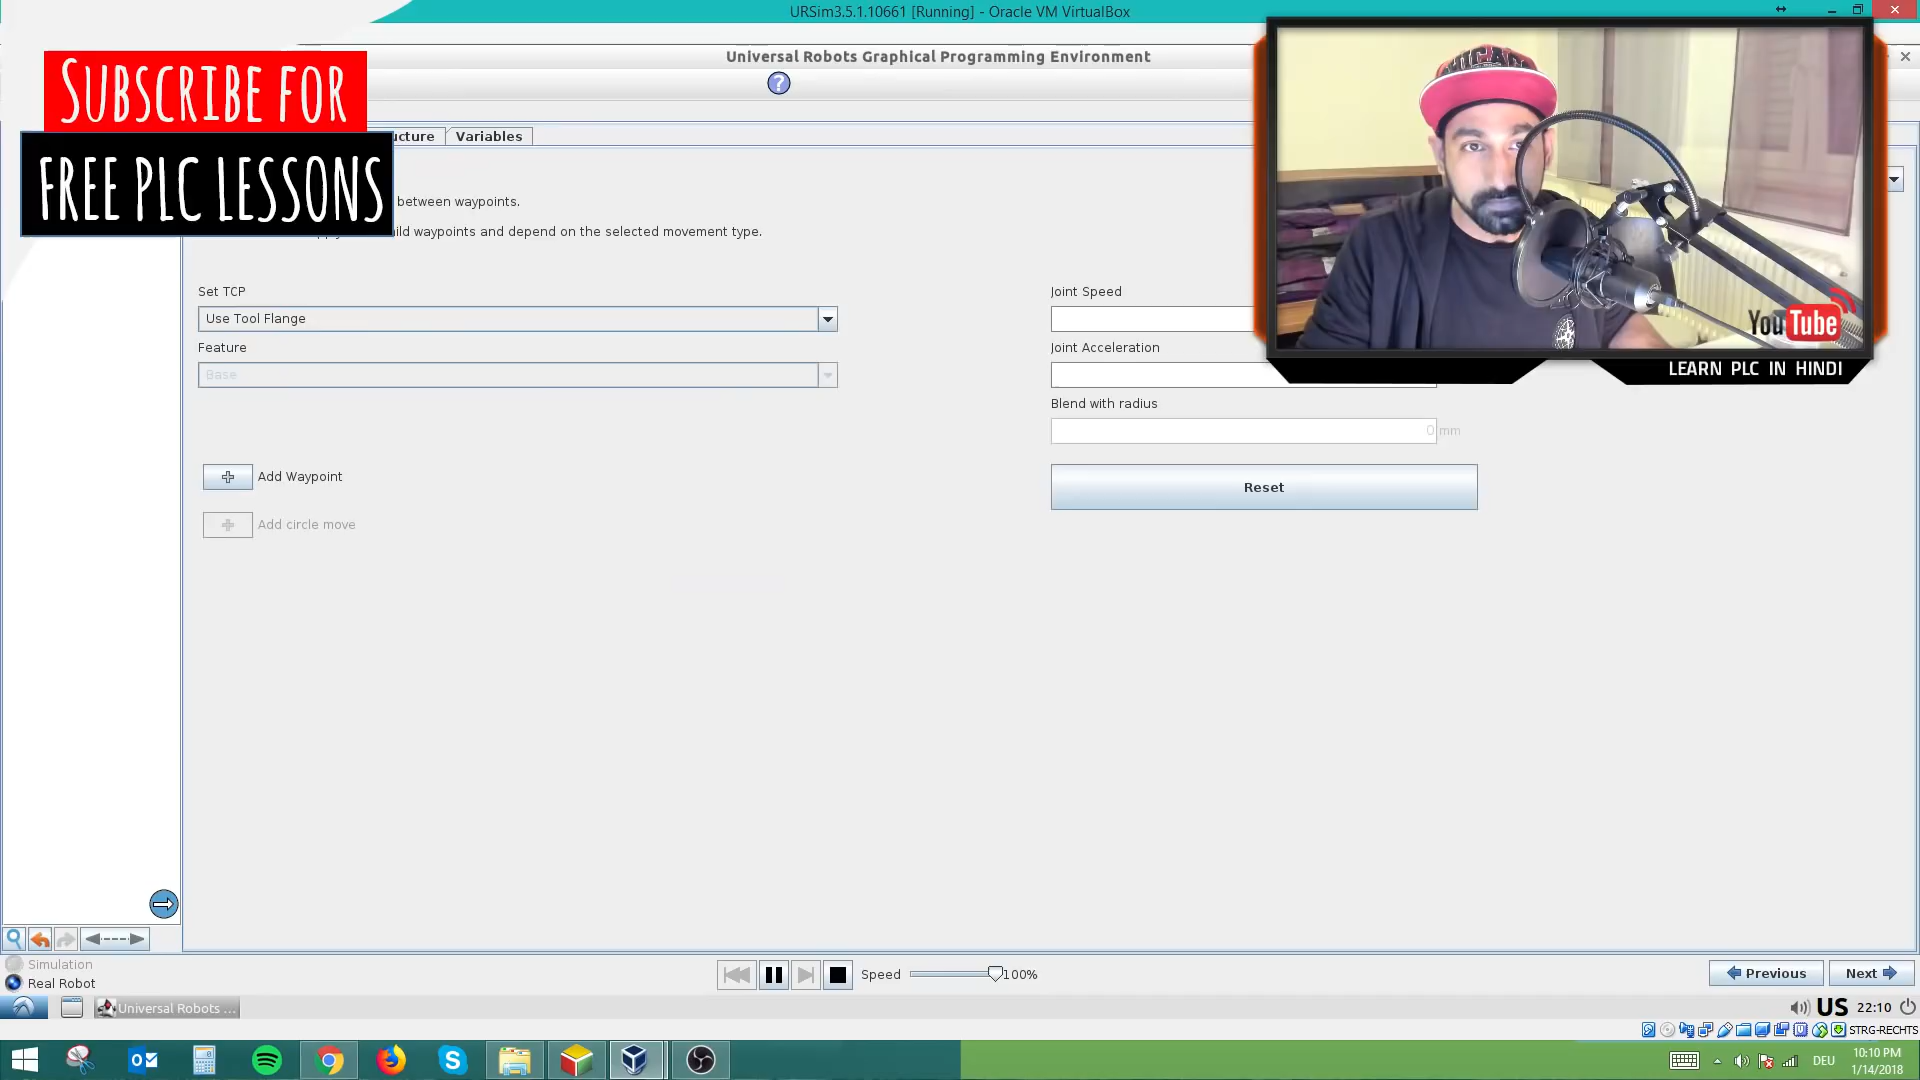 URSim3.5.1.10661 [Running] - Oracle VM VirtualBox
Universal Robots Graphical Programming Environment
?
SUBSCRIBE FOR
FREE PLC LESSONS
Variables
between waypoints.
waypoints and depend on the selected movement type.
Set TCP
Use Tool Flange
Feature
Base
Joint Speed
Joint Acceleration
Blend with radius
0 mm
Add Waypoint
Add circle move
Reset
YouTube
LEARN PLC IN HINDI
Simulation
Real Robot
Speed 100%
Previous
Next
Universal Robots ...
US 22:10
STRG-RECHTS
DEU
10:10 PM
1/14/2018